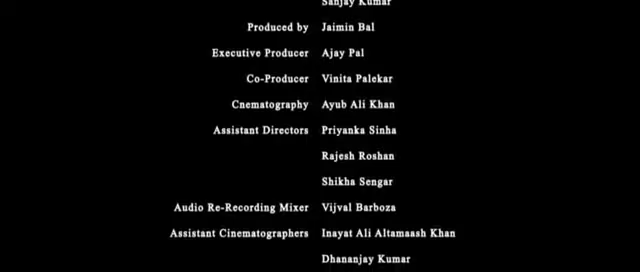 Sanjay Kumar
Produced by Jaimin Bal
Executive Producer Ajay Pal
Co-Producer Vinita Palekar
Cnematography Ayub Ali Khan
Assistant Directors Priyanka Sinha
Rajesh Roshan
Shikha Sengar
Audio Re-Recording Mixer Vijval Barboza
Assistant Cinematographers Inayat Ali Altamaash Khan
Dhananjay Kumar